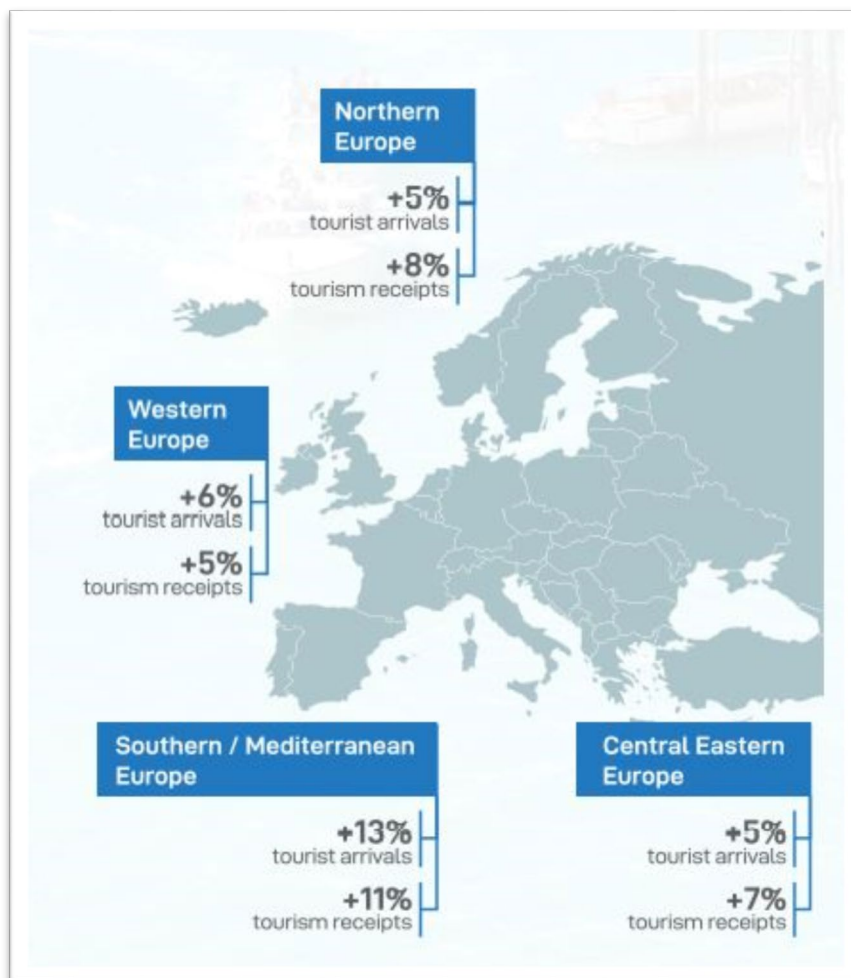 Northern
Europe
+5%
tourist arrivals
+8%
tourism receipts
Western
Europe
+6%
tourist arrivals
+5%
tourism receipts
Southern / Mediterranean
Europe
+13%
tourist arrivals
+11%
tourism receipts
Central Eastern
Europe
+5%
tourist arrivals
+7%
tourism receipts